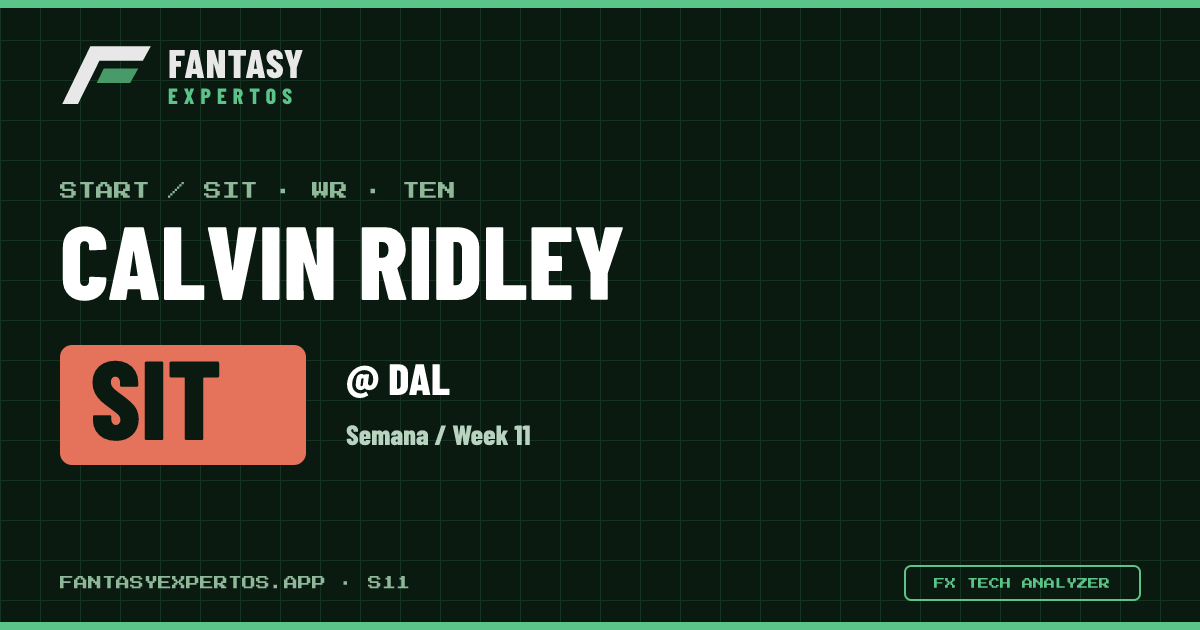 FANTASY
EXPERTOS
START / SIT · WR · TEN
CALVIN RIDLEY
SIT
@ DAL
Semana / Week 11
FANTASYEXPERTOS.APP · S11
FX TECH ANALYZER